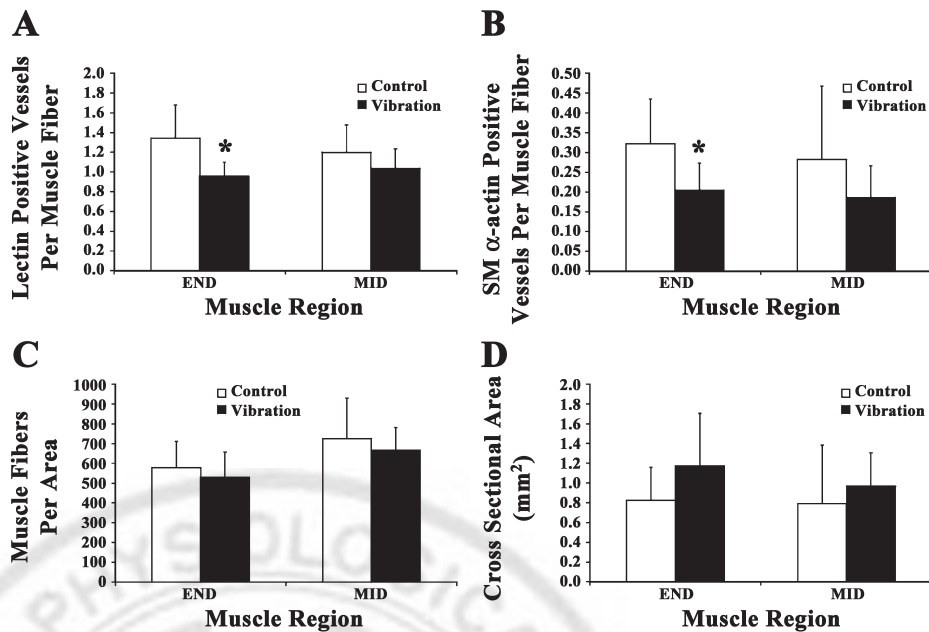 A
Lectin Positive Vessels
Per Muscle Fiber
2.0
1.8
1.6
1.4
1.2
1.0
0.8
0.6
0.4
0.2
0.0
Control
Vibration
*
END
MID
Muscle Region
B
SM α-actin Positive
Vessels Per Muscle Fiber
0.50
0.45
0.40
0.35
0.30
0.25
0.20
0.15
0.10
0.05
0.00
Control
Vibration
*
END
MID
Muscle Region
C
Muscle Fibers
Per Area
1000
900
800
700
600
500
400
300
200
100
0
Control
Vibration
END
MID
Muscle Region
D
Cross Sectional Area
(mm²)
2.0
1.8
1.6
1.4
1.2
1.0
0.8
0.6
0.4
0.2
0.0
Control
Vibration
END
MID
Muscle Region
PHYSIOLOGICA